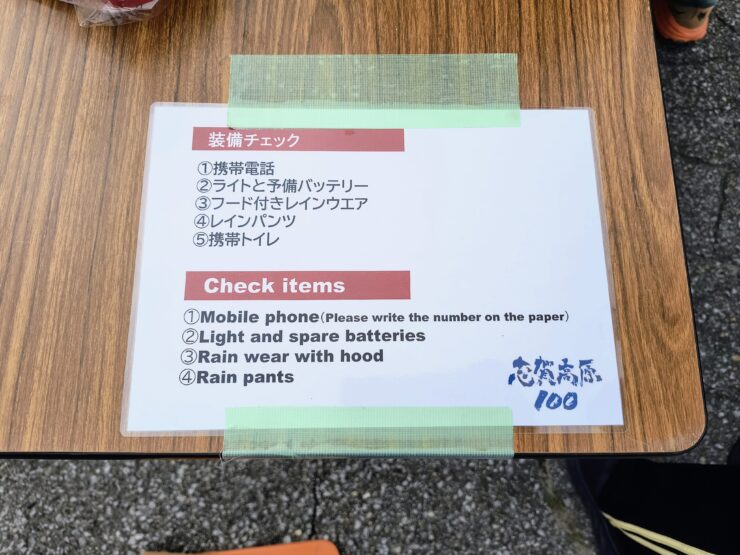 装備チェック
①携帯電話
②ライトと予備バッテリー
③フード付きレインウエア
④レインパンツ
⑤携帯トイレ
Check items
①Mobile phone(Please write the number on the paper)
②Light and spare batteries
③Rain wear with hood
④Rain pants
志賀高原
100